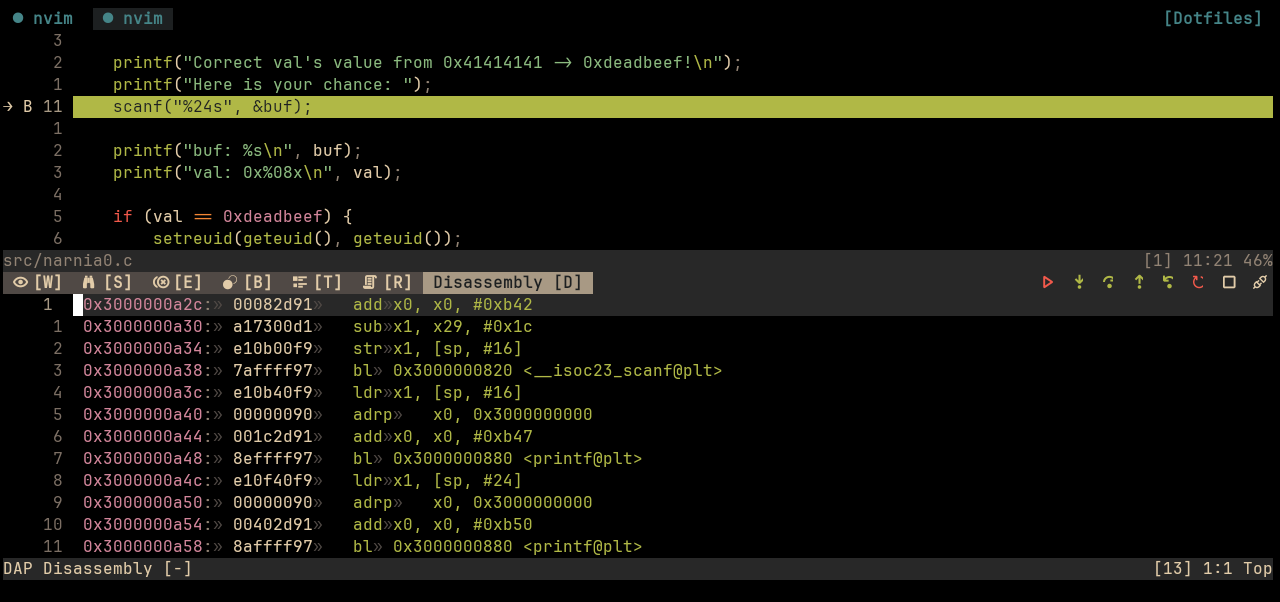 ● nvim ● nvim [Dotfiles]
3
2 printf("Correct val's value from 0x41414141 -> 0xdeadbeef!\n");
1 printf("Here is your chance: ");
→ B 11 scanf("%24s", &buf);
1
2 printf("buf: %s\n", buf);
3 printf("val: 0x%08x\n", val);
4
5 if (val == 0xdeadbeef) {
6 setreuid(geteuid(), geteuid());
src/narnia0.c [1] 11:21 46%
[W] [S] [E] [B] [T] [R] Disassembly [D]
1 0x3000000a2c:» 00082d91» add»x0, x0, #0xb42
1 0x3000000a30:» a17300d1» sub»x1, x29, #0x1c
2 0x3000000a34:» e10b00f9» str»x1, [sp, #16]
3 0x3000000a38:» 7affff97» bl» 0x3000000820 <__isoc23_scanf@plt>
4 0x3000000a3c:» e10b40f9» ldr»x1, [sp, #16]
5 0x3000000a40:» 00000090» adrp» x0, 0x3000000000
6 0x3000000a44:» 001c2d91» add»x0, x0, #0xb47
7 0x3000000a48:» 8effff97» bl» 0x3000000880 <printf@plt>
8 0x3000000a4c:» e10f40f9» ldr»x1, [sp, #24]
9 0x3000000a50:» 00000090» adrp» x0, 0x3000000000
10 0x3000000a54:» 00402d91» add»x0, x0, #0xb50
11 0x3000000a58:» 8affff97» bl» 0x3000000880 <printf@plt>
DAP Disassembly [-] [13] 1:1 Top